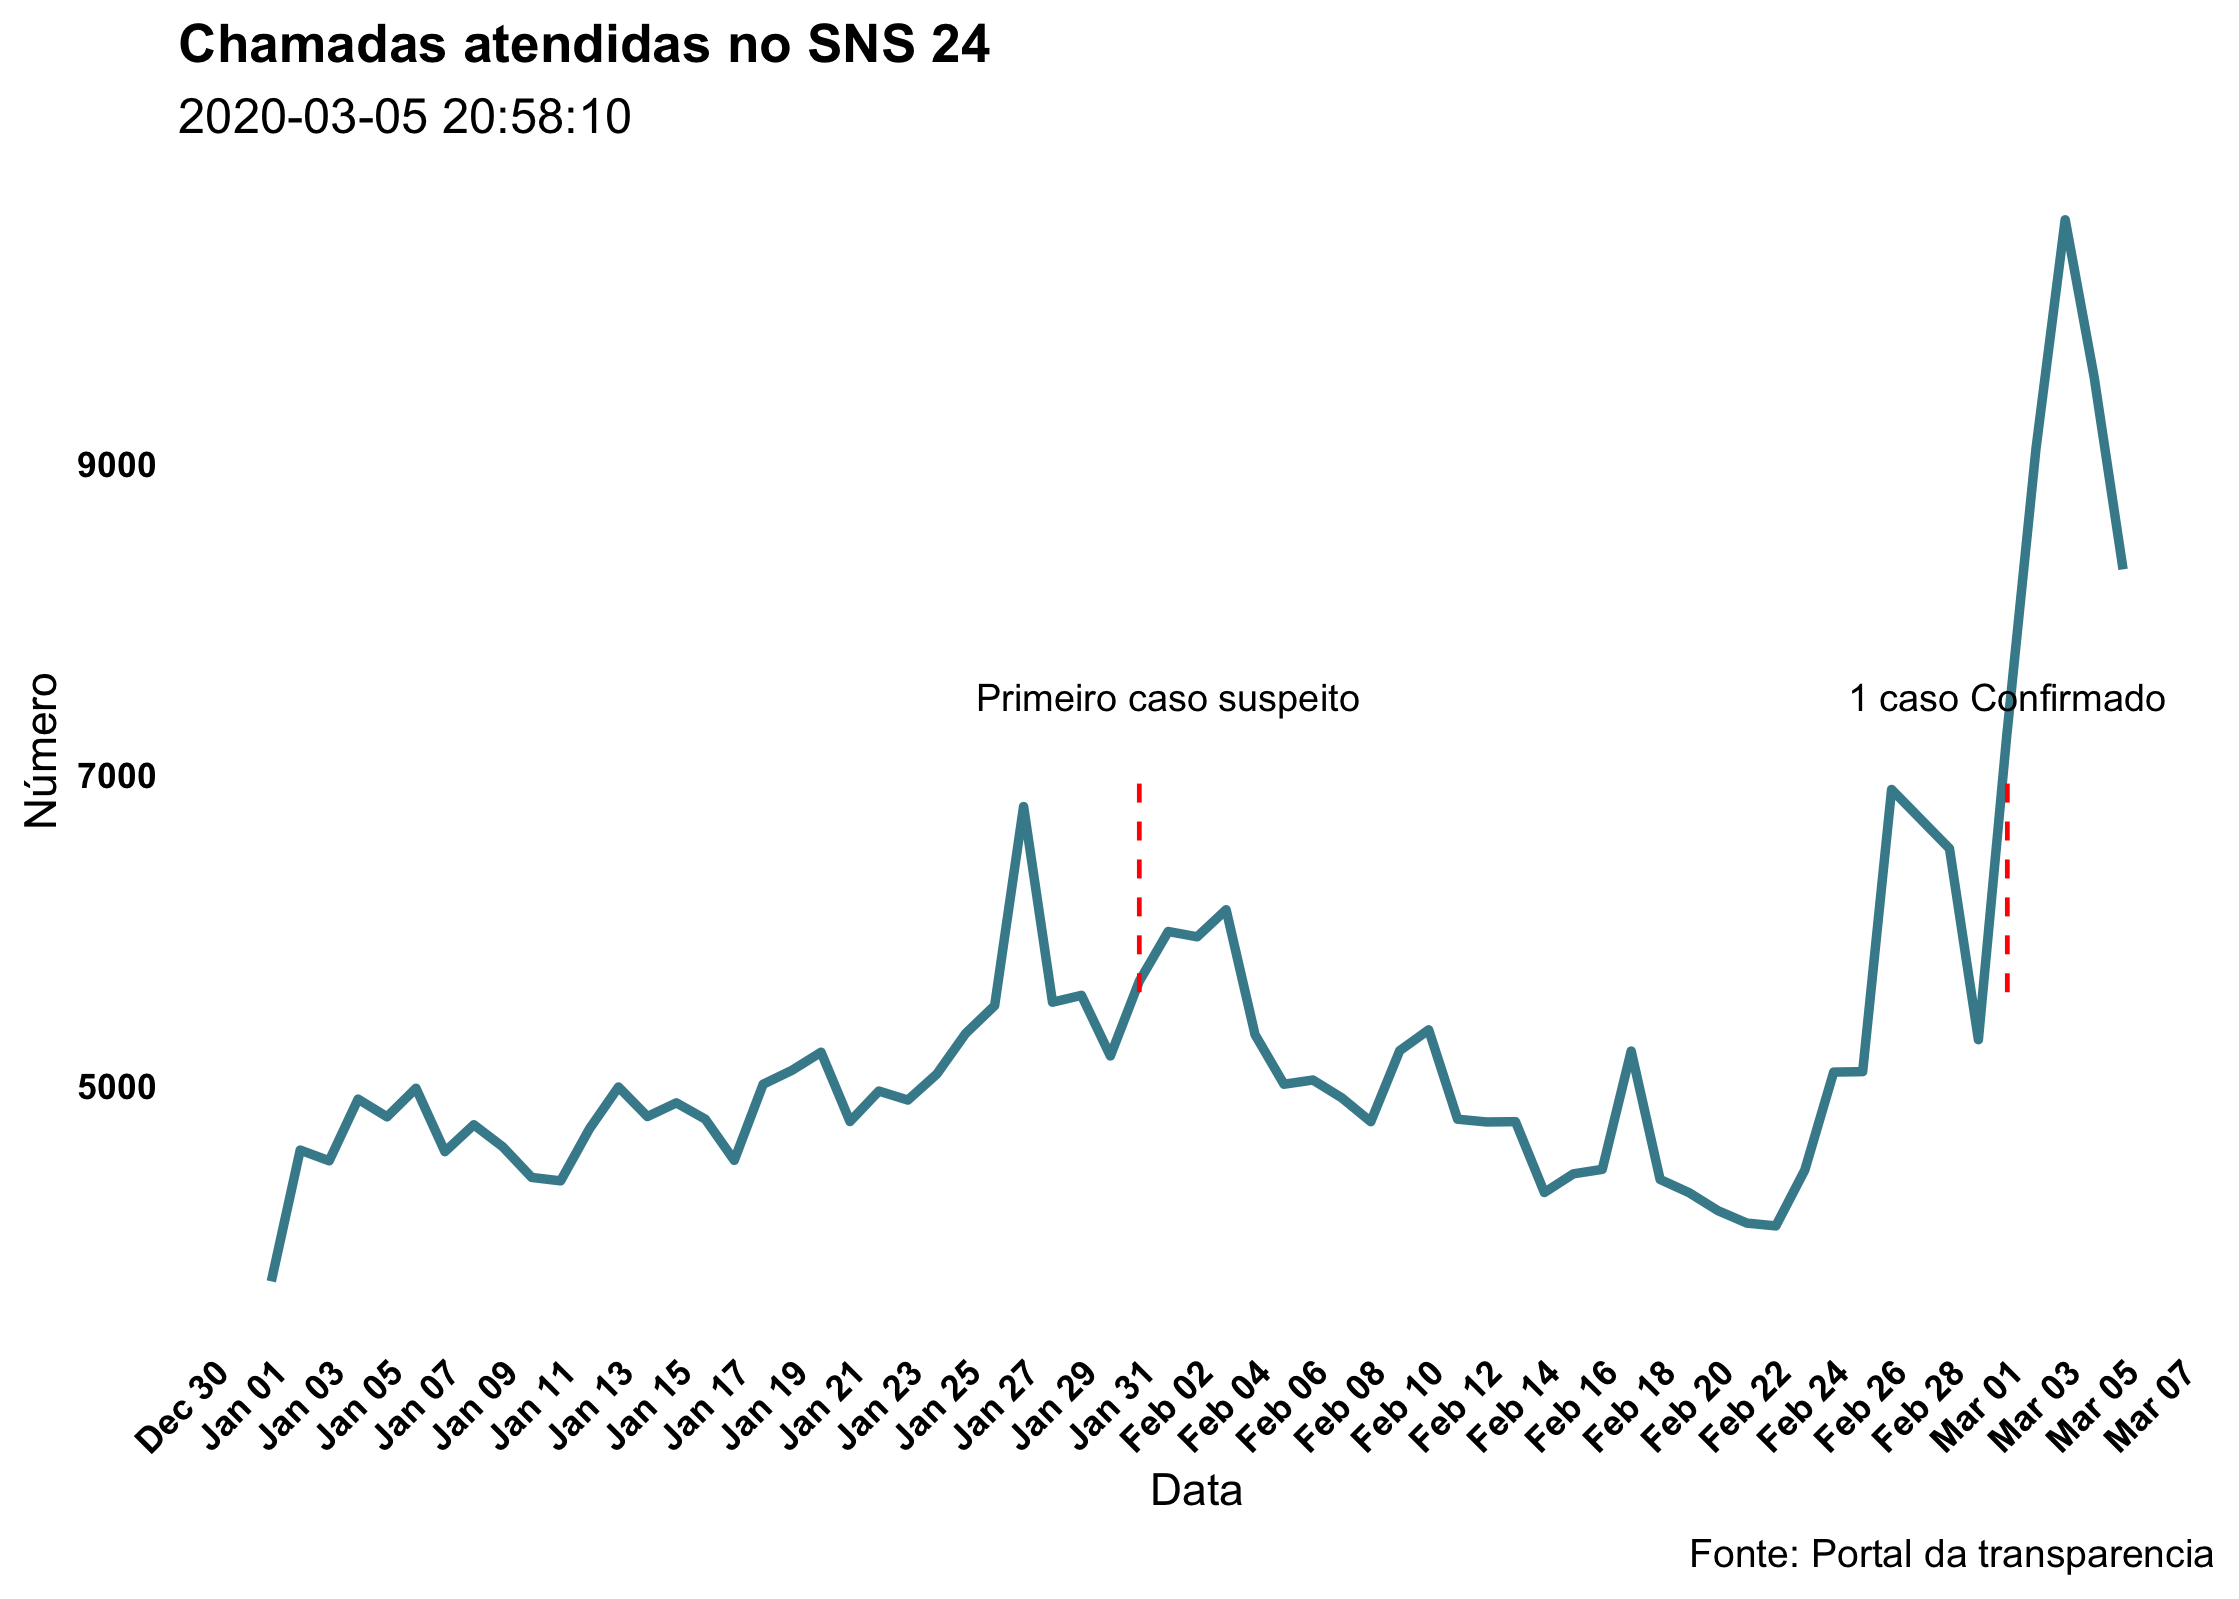 Chamadas atendidas no SNS 24
2020-03-05 20:58:10
9000
7000
5000
Número
Primeiro caso suspeito
1 caso Confirmado
Dec 30
Jan 01
Jan 03
Jan 05
Jan 07
Jan 09
Jan 11
Jan 13
Jan 15
Jan 17
Jan 19
Jan 21
Jan 23
Jan 25
Jan 27
Jan 29
Jan 31
Feb 02
Feb 04
Feb 06
Feb 08
Feb 10
Feb 12
Feb 14
Feb 16
Feb 18
Feb 20
Feb 22
Feb 24
Feb 26
Feb 28
Mar 01
Mar 03
Mar 05
Mar 07
Data
Fonte: Portal da transparencia